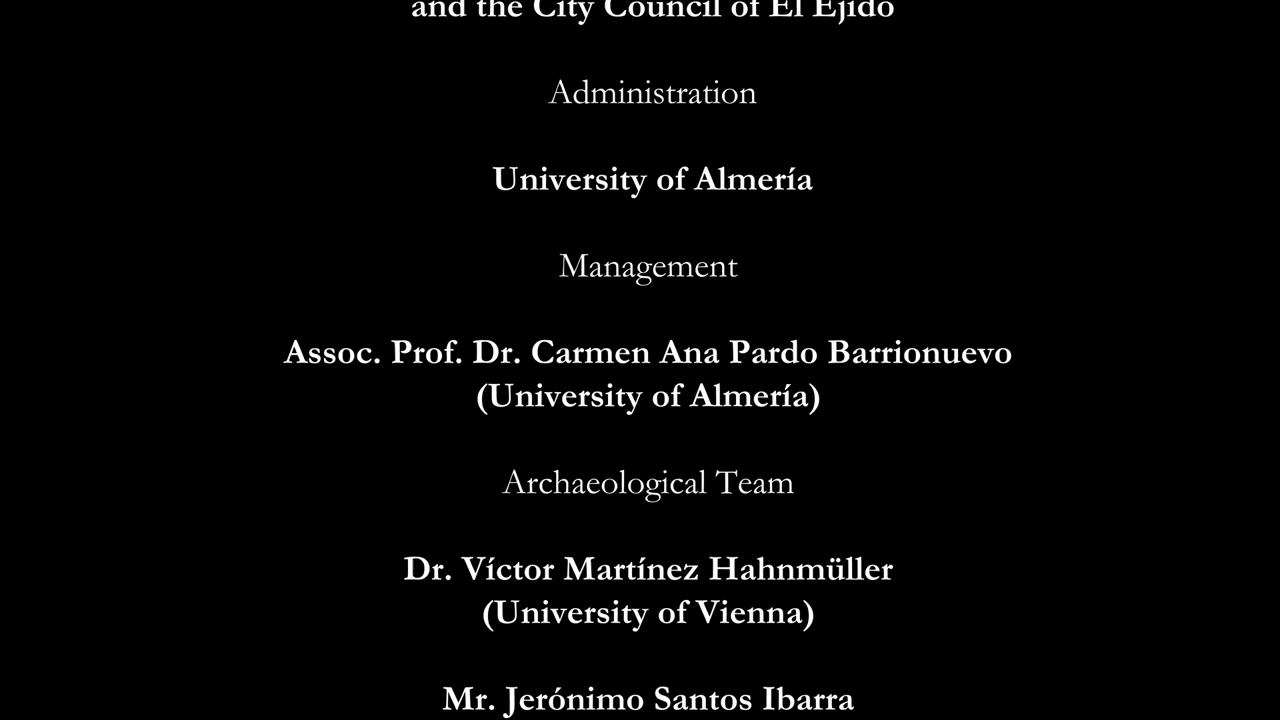 and the City Council of El Ejido
Administration
University of Almería
Management
Assoc. Prof. Dr. Carmen Ana Pardo Barrionuevo
(University of Almería)
Archaeological Team
Dr. Víctor Martínez Hahnmüller
(University of Vienna)
Mr. Jerónimo Santos Ibarra